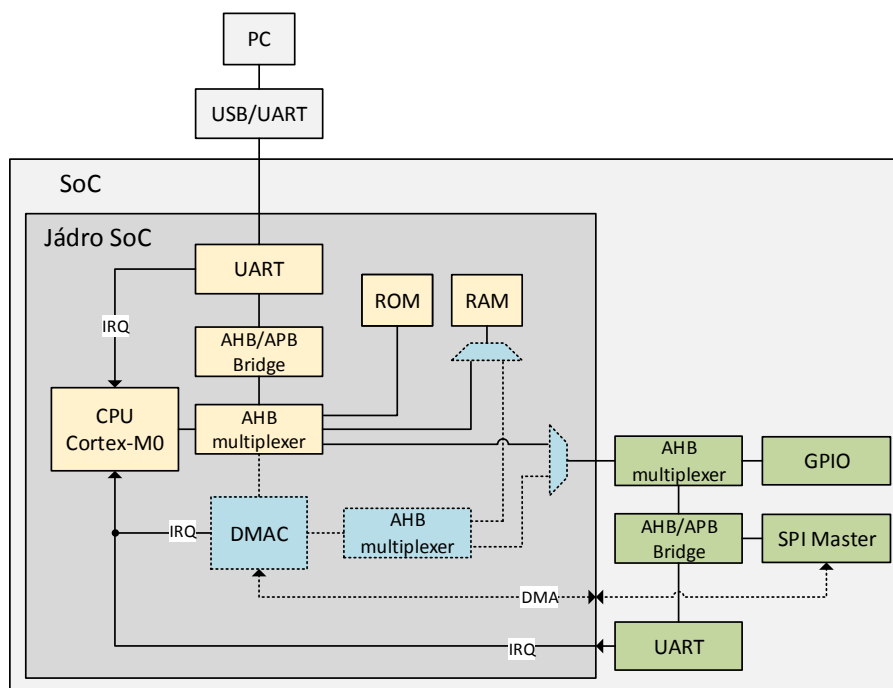 PC
USB/UART
SoC
Jádro SoC
UART
ROM
RAM
IRQ
AHB/APB
Bridge
CPU
Cortex-M0
AHB
multiplexer
AHB
multiplexer
GPIO
IRQ
DMAC
AHB
multiplexer
AHB/APB
Bridge
SPI Master
DMA
IRQ
UART